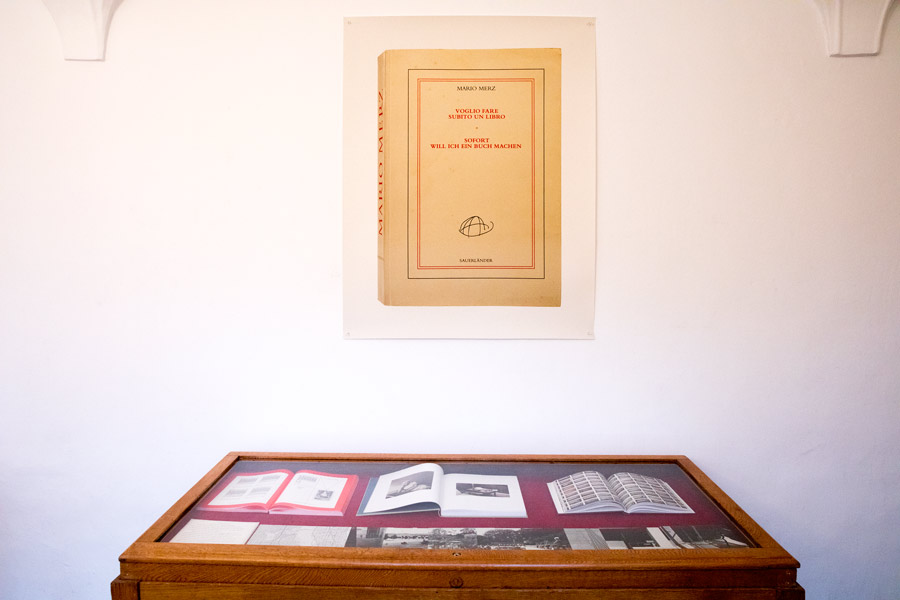 MARIO MERZ
MARIO MERZ
VOGLIO FARE
SUBITO UN LIBRO
o
SOFORT
WILL ICH EIN BUCH MACHEN
SAUERLÄNDER